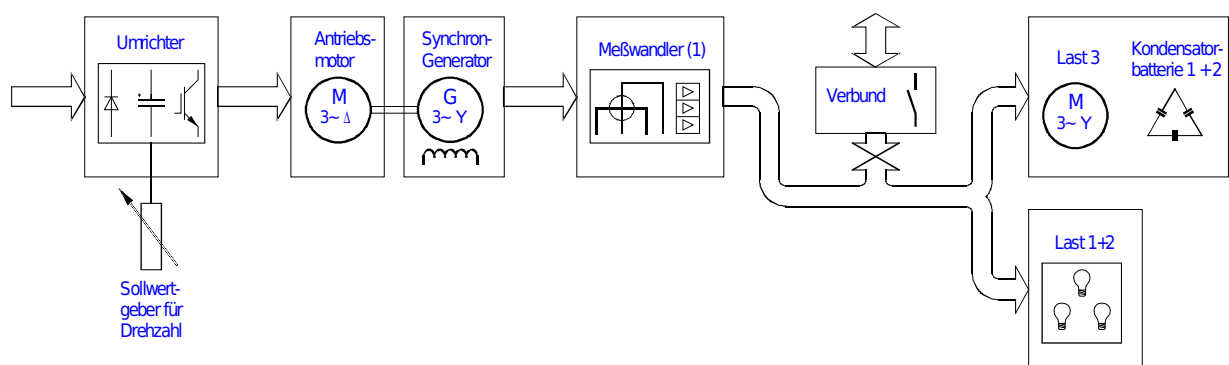 Umrichter
Antriebs-
motor
M
3~ Δ
Synchron-
Generator
G
3~ Y
Meßwandler (1)
Verbund
Last 3
M
3~ Y
Kondensator-
batterie 1 +2
Last 1+2
Sollwert-
geber für
Drehzahl